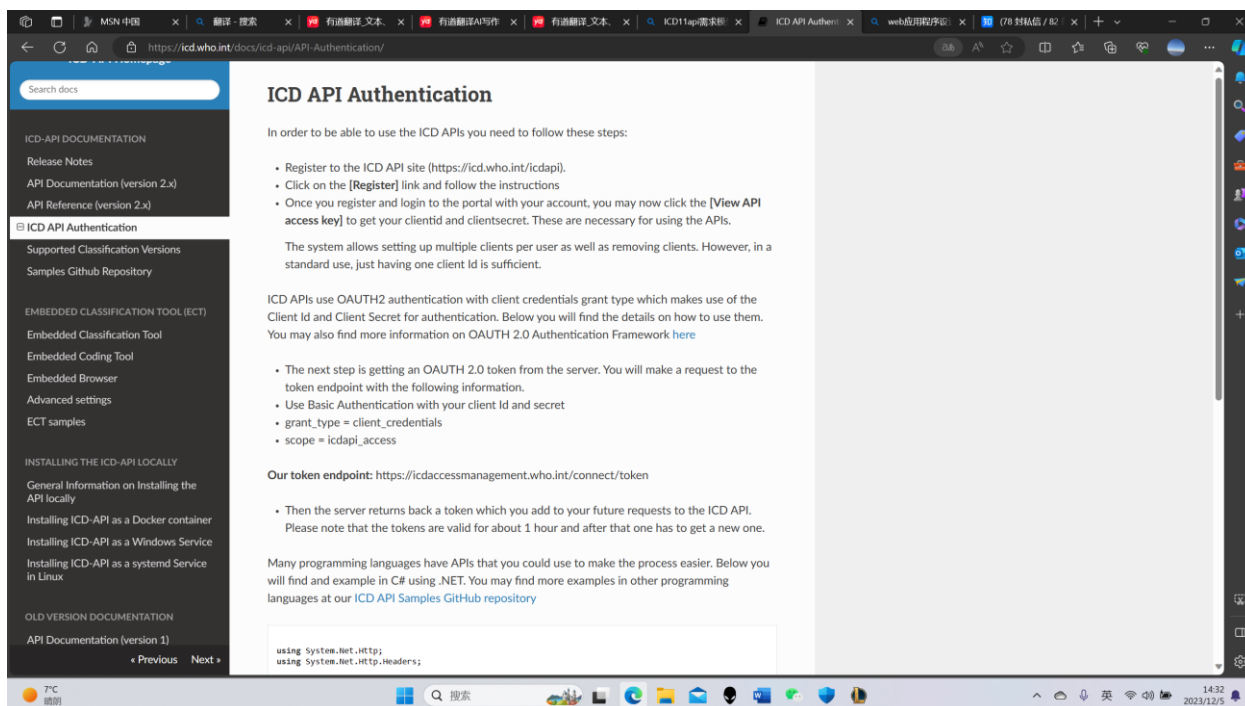 MSN 中国
翻译 - 搜索
有道翻译_文本、
有道翻译AI写作
有道翻译_文本、
ICD11api需求模
ICD API Authent
web应用程序设
(78 封私信 / 82
https://icd.who.int/docs/icd-api/API-Authentication/
Search docs
ICD-API DOCUMENTATION
Release Notes
API Documentation (version 2.x)
API Reference (version 2.x)
ICD API Authentication
Supported Classification Versions
Samples Github Repository
EMBEDDED CLASSIFICATION TOOL (ECT)
Embedded Classification Tool
Embedded Coding Tool
Embedded Browser
Advanced settings
ECT samples
INSTALLING THE ICD-API LOCALLY
General Information on Installing the
API locally
Installing ICD-API as a Docker container
Installing ICD-API as a Windows Service
Installing ICD-API as a systemd Service
in Linux
OLD VERSION DOCUMENTATION
API Documentation (version 1)
« Previous Next »
ICD API Authentication
In order to be able to use the ICD APIs you need to follow these steps:
• Register to the ICD API site (https://icd.who.int/icdapi).
• Click on the [Register] link and follow the instructions
• Once you register and login to the portal with your account, you may now click the [View API
access key] to get your clientid and clientsecret. These are necessary for using the APIs.
The system allows setting up multiple clients per user as well as removing clients. However, in a
standard use, just having one client Id is sufficient.
ICD APIs use OAUTH2 authentication with client credentials grant type which makes use of the
Client Id and Client Secret for authentication. Below you will find the details on how to use them.
You may also find more information on OAUTH 2.0 Authentication Framework here
• The next step is getting an OAUTH 2.0 token from the server. You will make a request to the
token endpoint with the following information.
• Use Basic Authentication with your client Id and secret
• grant_type = client_credentials
• scope = icdapi_access
Our token endpoint: https://icdaccessmanagement.who.int/connect/token
• Then the server returns back a token which you add to your future requests to the ICD API.
Please note that the tokens are valid for about 1 hour and after that one has to get a new one.
Many programming languages have APIs that you could use to make the process easier. Below you
will find and example in C# using .NET. You may find more examples in other programming
languages at our ICD API Samples GitHub repository
using System.Net.Http;
using System.Net.Http.Headers;
7°C
晴朗
搜索
英
14:32
2023/12/5